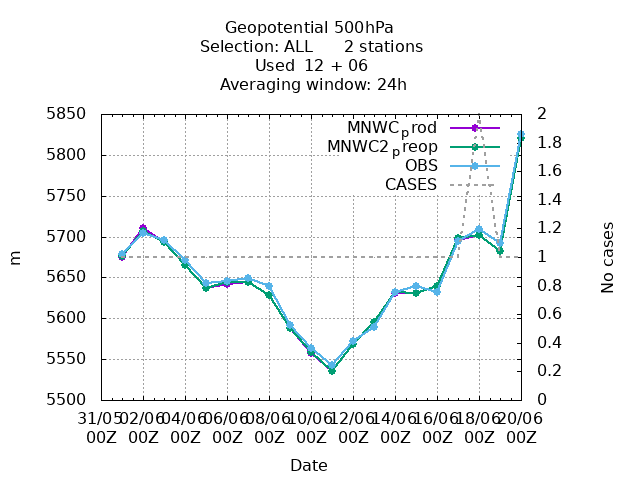 Geopotential 500hPa
Selection: ALL      2 stations
Used  12 + 06
Averaging window: 24h
MNWC_prod
MNWC2_preop
OBS
CASES
5850
5800
5750
5700
5650
5600
5550
5500
m
2
1.8
1.6
1.4
1.2
1
0.8
0.6
0.4
0.2
0
No cases
31/05 02/06 04/06 06/06 08/06 10/06 12/06 14/06 16/06 18/06 20/06
00Z 00Z 00Z 00Z 00Z 00Z 00Z 00Z 00Z 00Z 00Z
Date